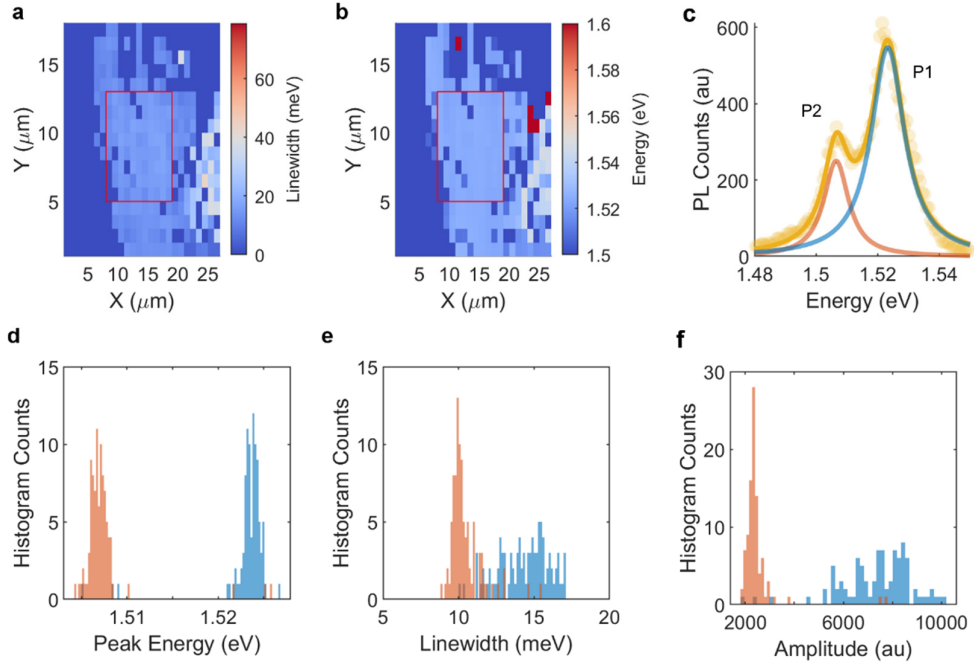 a
15
10
5
Y (μm)
5 10 15 20 25
X (μm)
60
40
20
0
Linewidth (meV)
b
15
10
5
Y (μm)
5 10 15 20 25
X (μm)
1.6
1.58
1.56
1.54
1.52
1.5
Energy (eV)
c
600
400
200
0
PL Counts (au)
P2
P1
1.48 1.5 1.52 1.54
Energy (eV)
d
15
10
5
0
Histogram Counts
1.51 1.52
Peak Energy (eV)
e
15
10
5
0
Histogram Counts
5 10 15 20
Linewidth (meV)
f
30
20
10
0
Histogram Counts
2000 6000 10000
Amplitude (au)